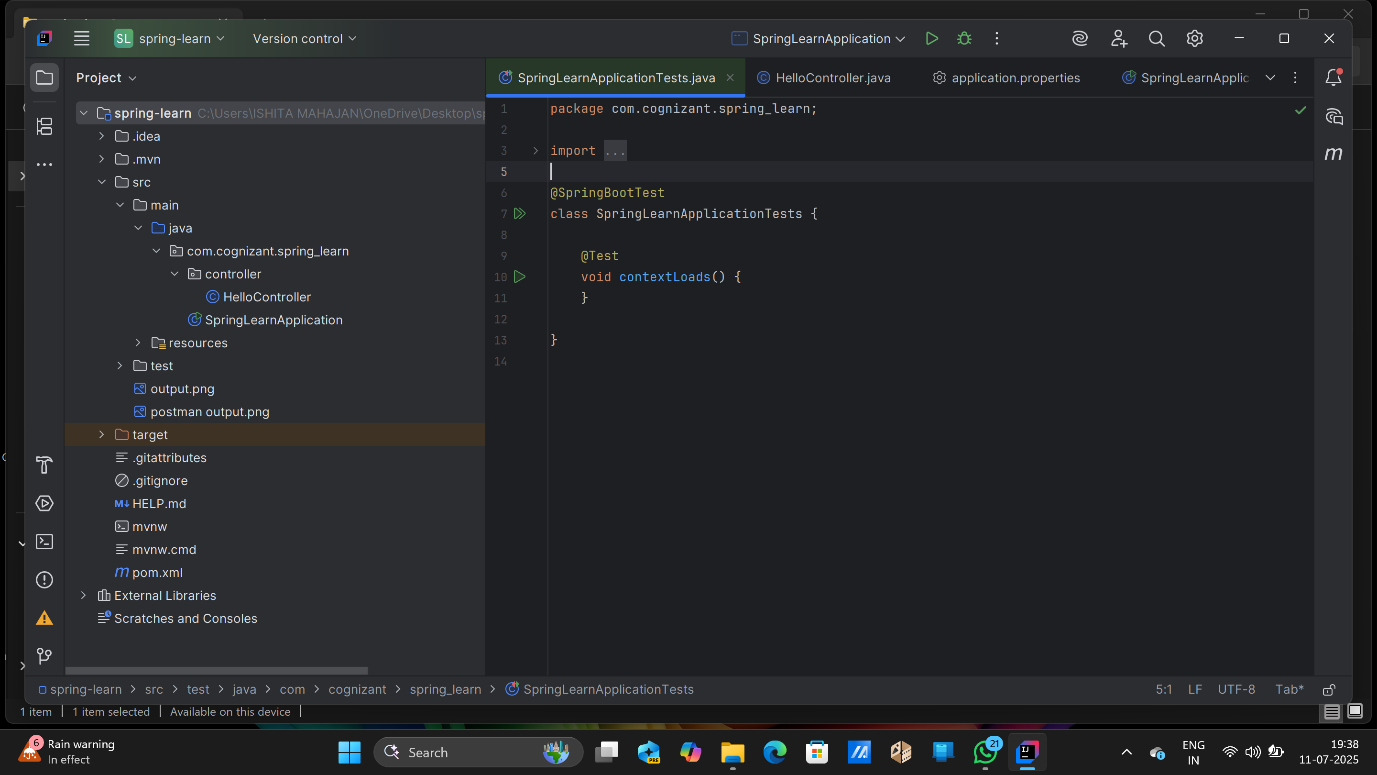 SL spring-learn Version control SpringLearnApplication
Project
SpringLearnApplicationTests.java HelloController.java application.properties SpringLearnApplic
spring-learn C:\Users\ISHITA MAHAJAN\OneDrive\Desktop\s
.idea
.mvn
src
main
java
com.cognizant.spring_learn
controller
HelloController
SpringLearnApplication
resources
test
output.png
postman output.png
target
.gitattributes
.gitignore
M↓ HELP.md
mvnw
mvnw.cmd
m pom.xml
External Libraries
Scratches and Consoles
1 package com.cognizant.spring_learn;
2
3 import ...
5
6 @SpringBootTest
7 class SpringLearnApplicationTests {
8
9 @Test
10 void contextLoads() {
11 }
12
13 }
14
m
spring-learn > src > test > java > com > cognizant > spring_learn > SpringLearnApplicationTests
5:1 LF UTF-8 Tab*
1 item 1 item selected Available on this device
6 Rain warning
In effect
Search
PRE
21
ENG
IN
19:38
11-07-2025